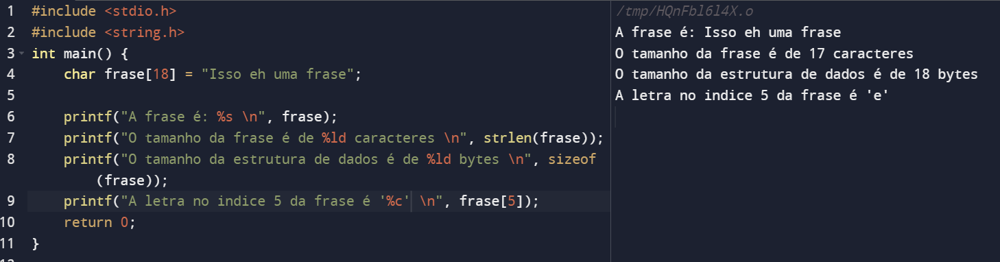 1 #include <stdio.h>
2 #include <string.h>
3 int main() {
4     char frase[18] = "Isso eh uma frase";
5
6     printf("A frase é: %s \n", frase);
7     printf("O tamanho da frase é de %ld caracteres \n", strlen(frase));
8     printf("O tamanho da estrutura de dados é de %ld bytes \n", sizeof
        (frase));
9     printf("A letra no indice 5 da frase é '%c' \n", frase[5]);
10     return 0;
11 }
/tmp/HQnFbl6l4X.o
A frase é: Isso eh uma frase
O tamanho da frase é de 17 caracteres
O tamanho da estrutura de dados é de 18 bytes
A letra no indice 5 da frase é 'e'